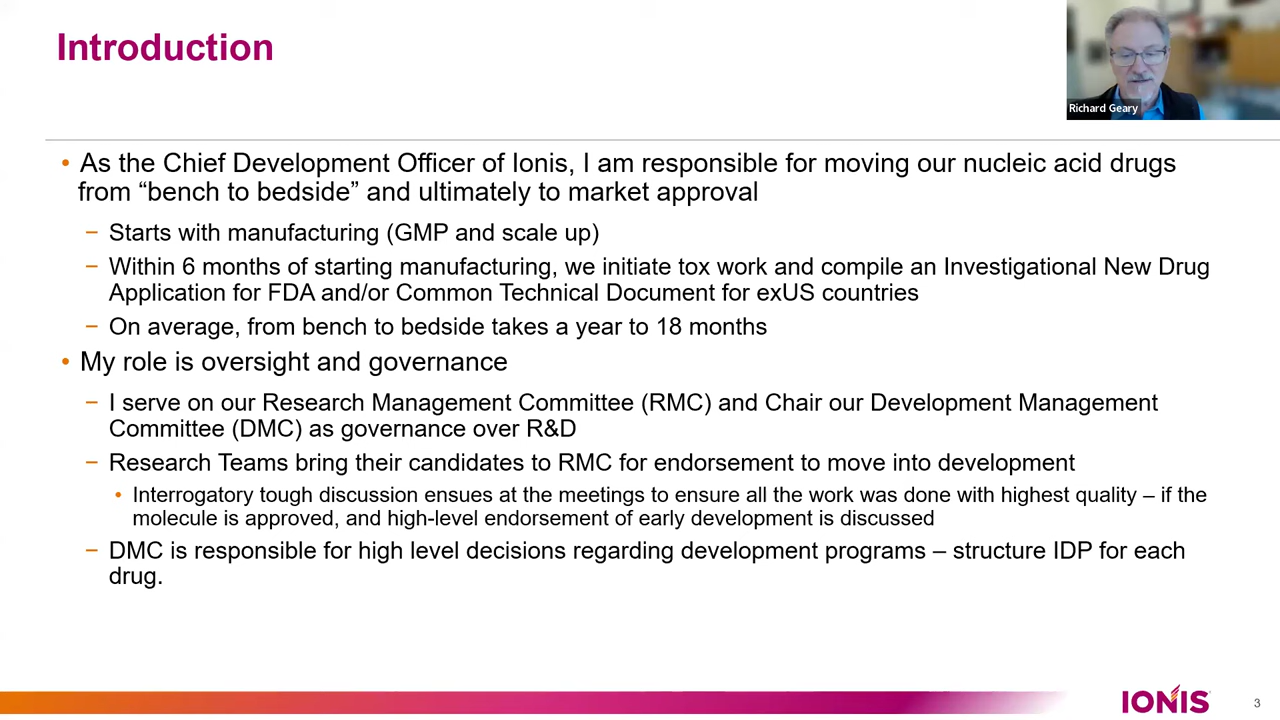 Introduction
Richard Geary
• As the Chief Development Officer of Ionis, I am responsible for moving our nucleic acid drugs
from “bench to bedside” and ultimately to market approval
− Starts with manufacturing (GMP and scale up)
− Within 6 months of starting manufacturing, we initiate tox work and compile an Investigational New Drug
Application for FDA and/or Common Technical Document for exUS countries
− On average, from bench to bedside takes a year to 18 months
• My role is oversight and governance
− I serve on our Research Management Committee (RMC) and Chair our Development Management
Committee (DMC) as governance over R&D
− Research Teams bring their candidates to RMC for endorsement to move into development
• Interrogatory tough discussion ensues at the meetings to ensure all the work was done with highest quality – if the
molecule is approved, and high-level endorsement of early development is discussed
− DMC is responsible for high level decisions regarding development programs – structure IDP for each
drug.
IONIS
3